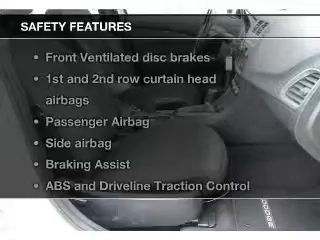 SAFETY FEATURES
• Front Ventilated disc brakes
• 1st and 2nd row curtain head
airbags
• Passenger Airbag
• Side airbag
• Braking Assist
• ABS and Driveline Traction Control
DODGE